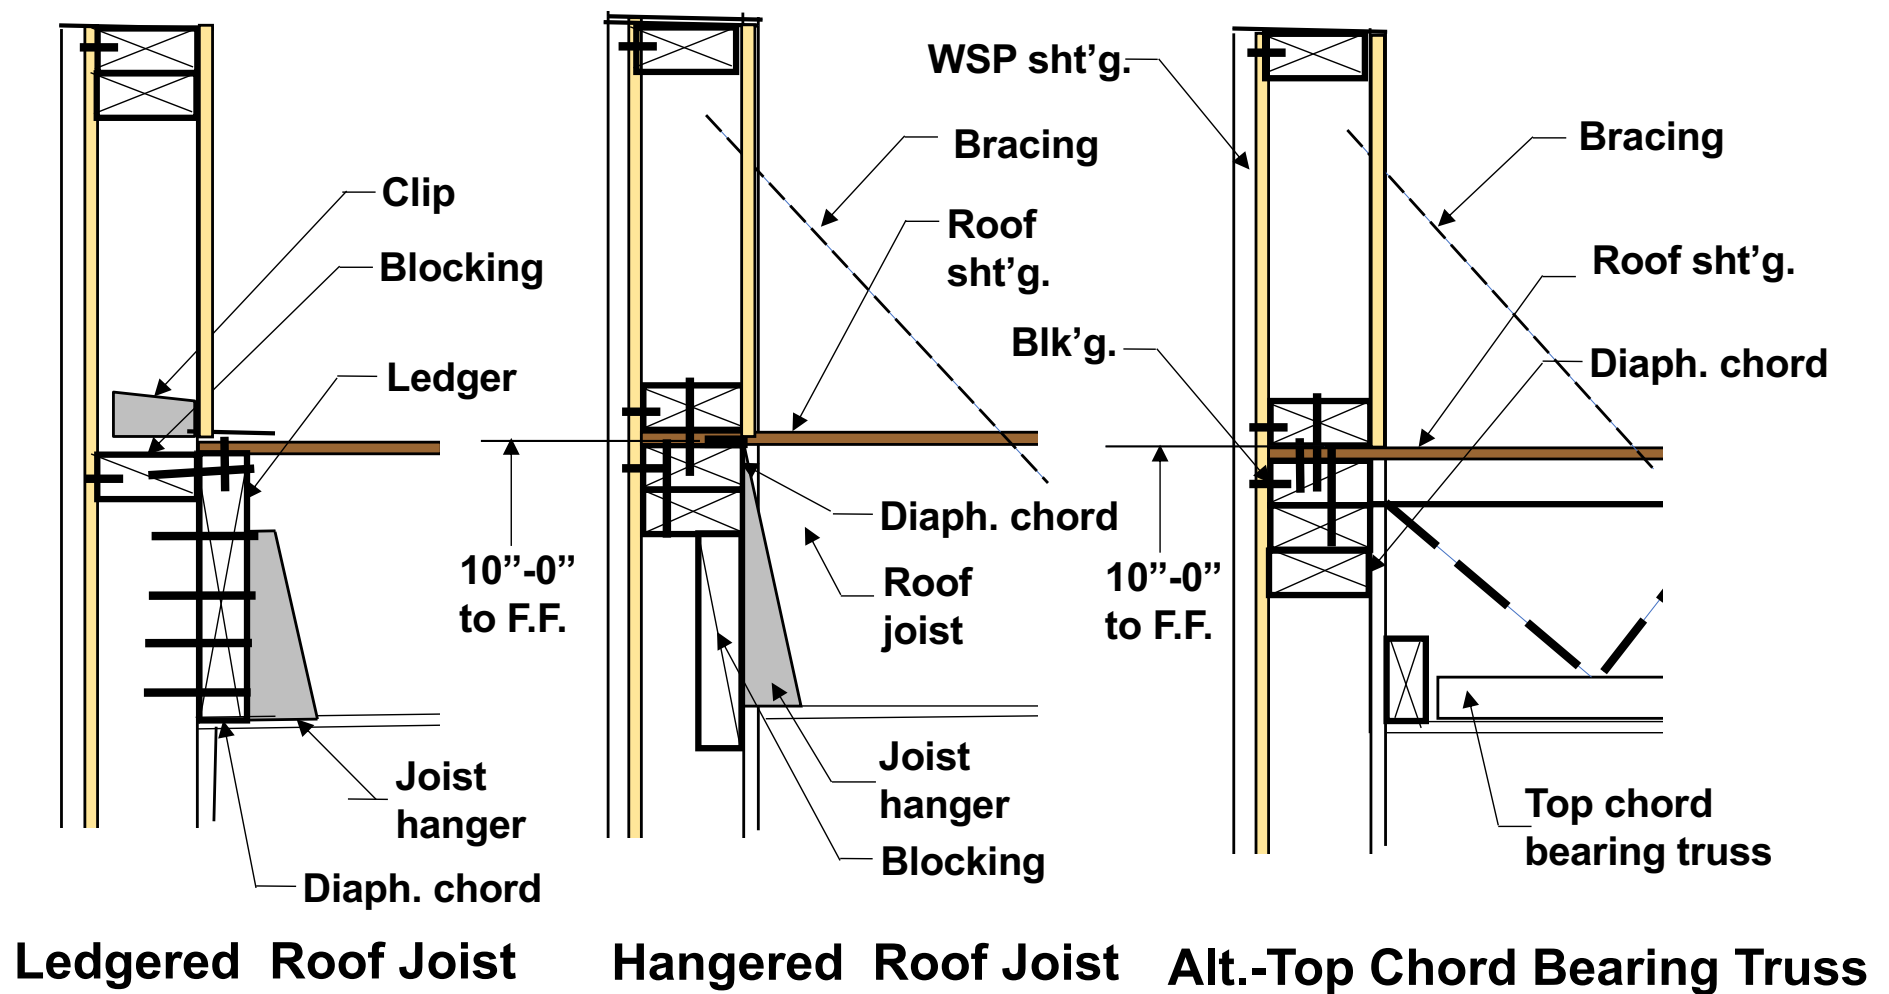 Clip
Blocking
Ledger
Joist
hanger
Diaph. chord
Ledgered Roof Joist
Bracing
Roof
sht’g.
10”-0”
to F.F.
Diaph. chord
Roof
joist
Joist
hanger
Blocking
Hangered Roof Joist
WSP sht’g.
Bracing
Roof sht’g.
Blk’g.
Diaph. chord
10”-0”
to F.F.
Top chord
bearing truss
Alt.-Top Chord Bearing Truss